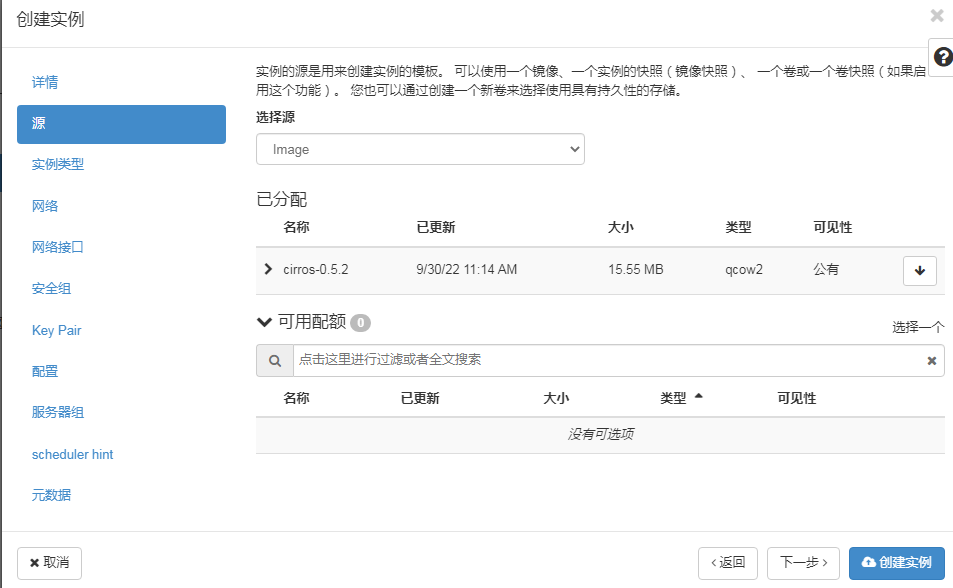 创建实例
详情
源
实例类型
网络
网络接口
安全组
Key Pair
配置
服务器组
scheduler hint
元数据
实例的源是用来创建实例的模板。 可以使用一个镜像、一个实例的快照（镜像快照）、 一个卷或一个卷快照（如果启
用这个功能）。 您也可以通过创建一个新卷来选择使用具有持久性的存储。
选择源
Image
已分配
名称 已更新 大小 类型 可见性
cirros-0.5.2 9/30/22 11:14 AM 15.55 MB qcow2 公有
可用配额 0 选择一个
点击这里进行过滤或者全文搜索
名称 已更新 大小 类型 可见性
没有可选项
取消 返回 下一步 创建实例